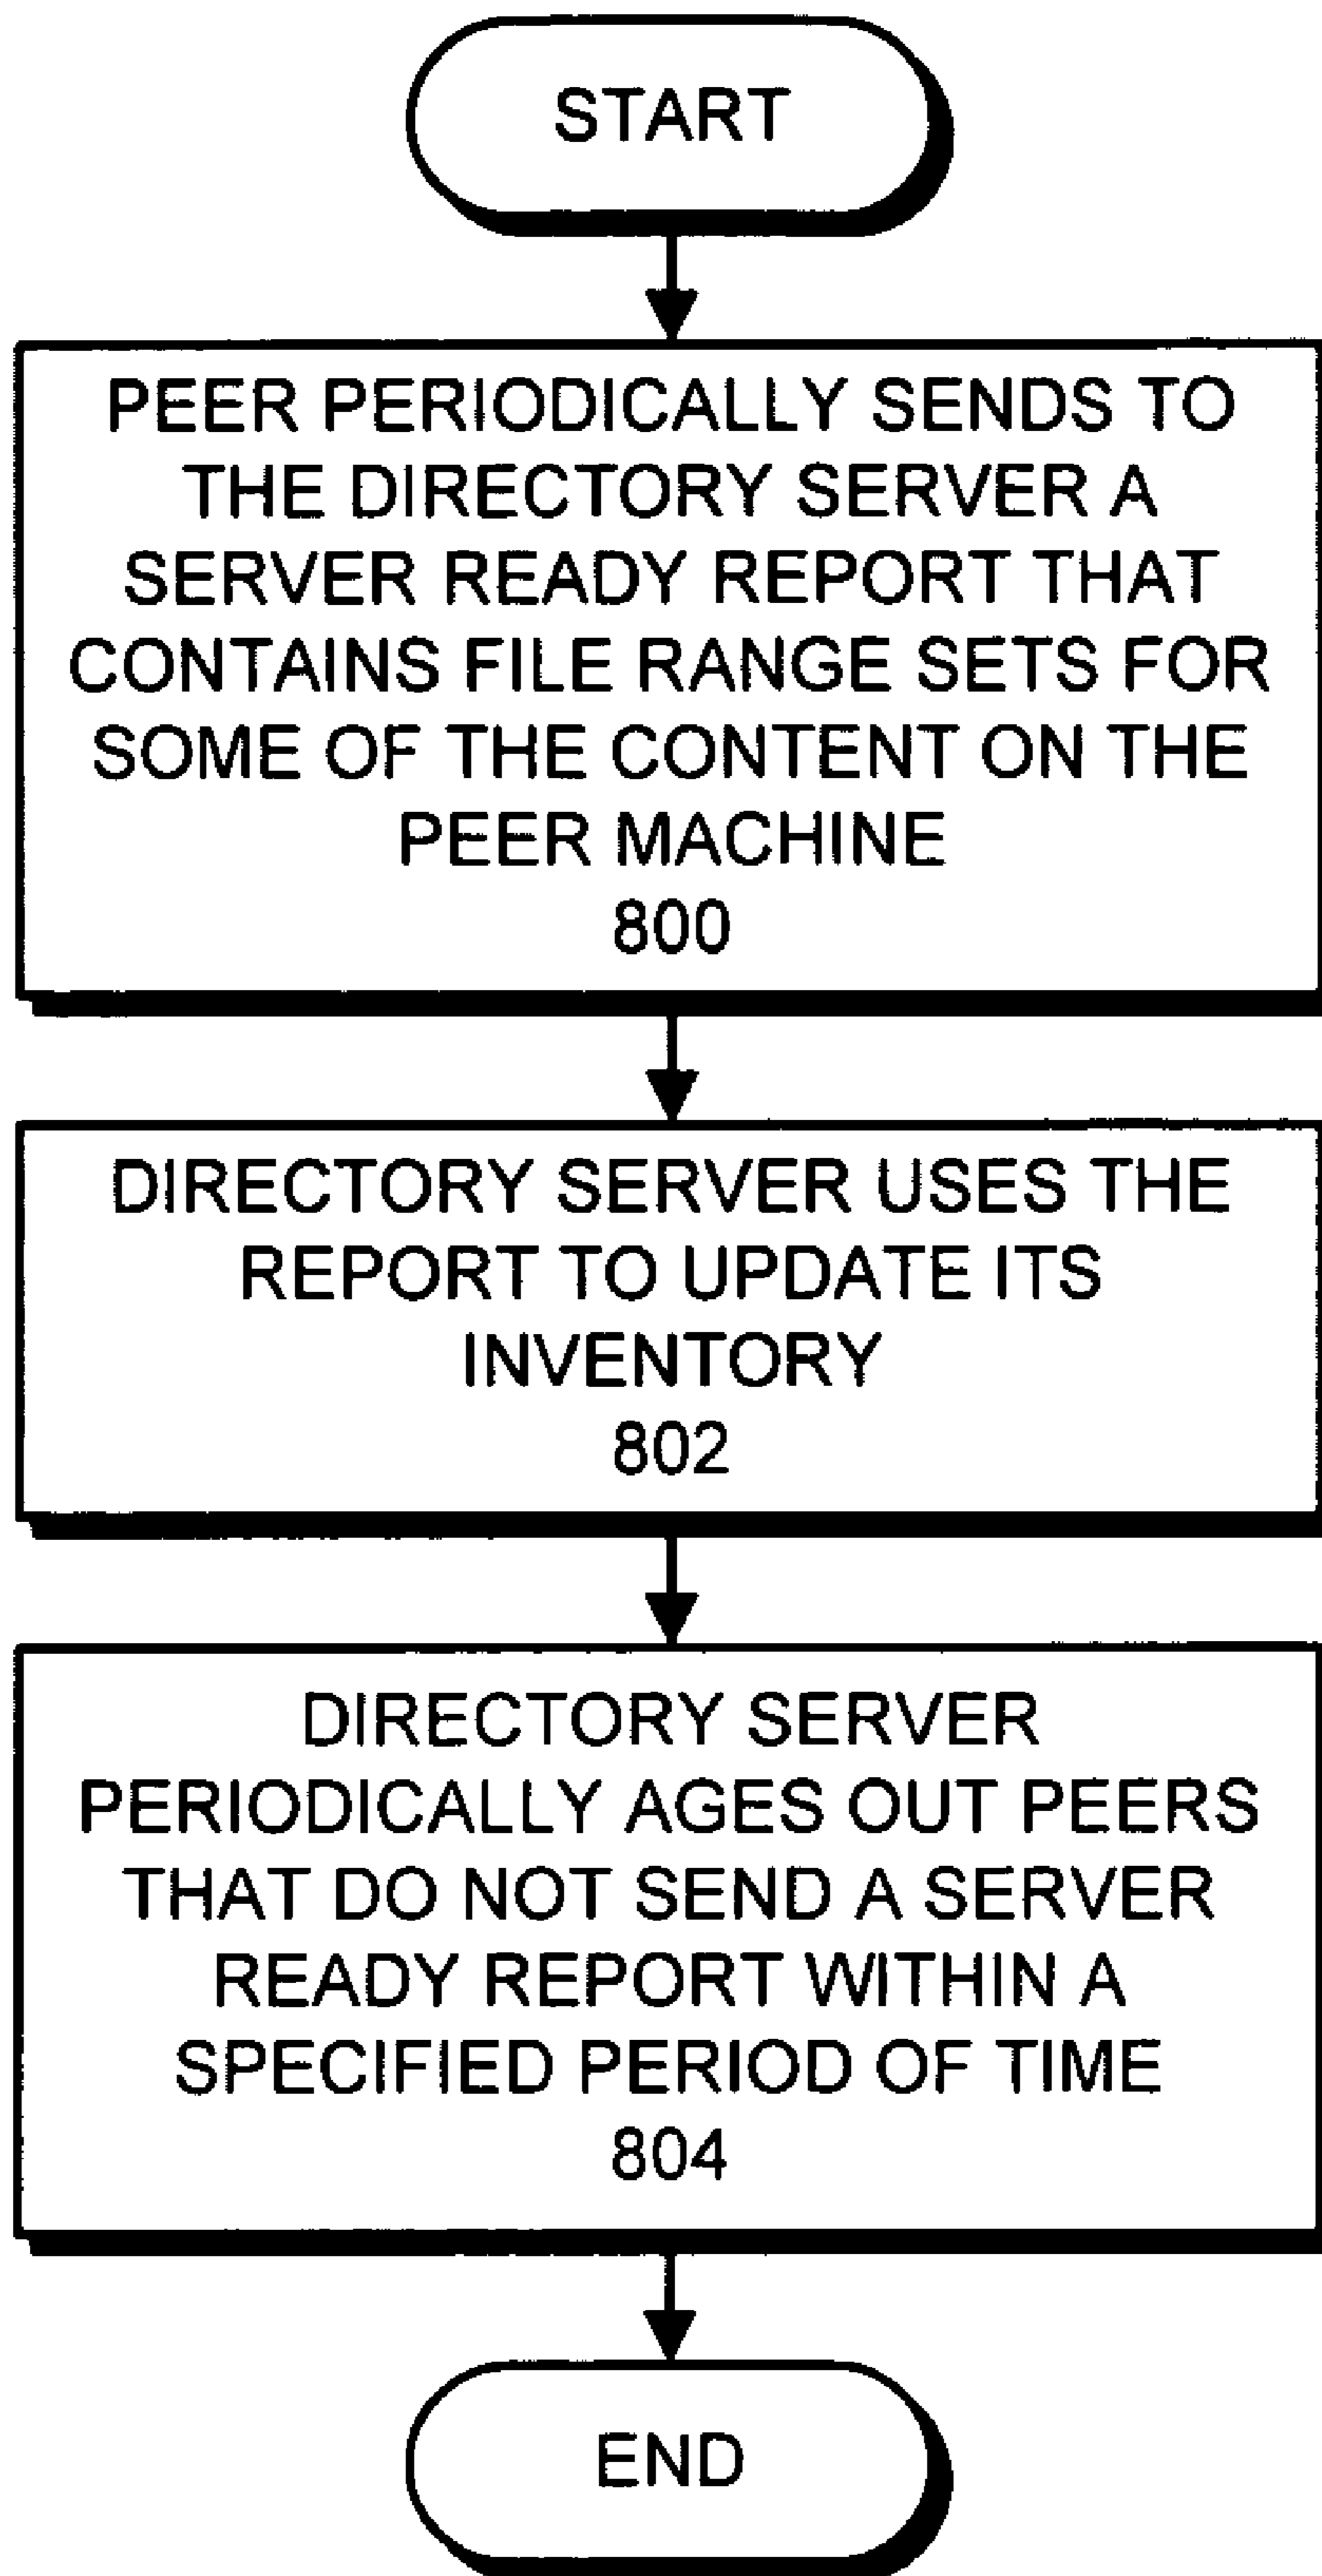 START
PEER PERIODICALLY SENDS TO
THE DIRECTORY SERVER A
SERVER READY REPORT THAT
CONTAINS FILE RANGE SETS FOR
SOME OF THE CONTENT ON THE
PEER MACHINE
800
DIRECTORY SERVER USES THE
REPORT TO UPDATE ITS
INVENTORY
802
DIRECTORY SERVER
PERIODICALLY AGES OUT PEERS
THAT DO NOT SEND A SERVER
READY REPORT WITHIN A
SPECIFIED PERIOD OF TIME
804
END